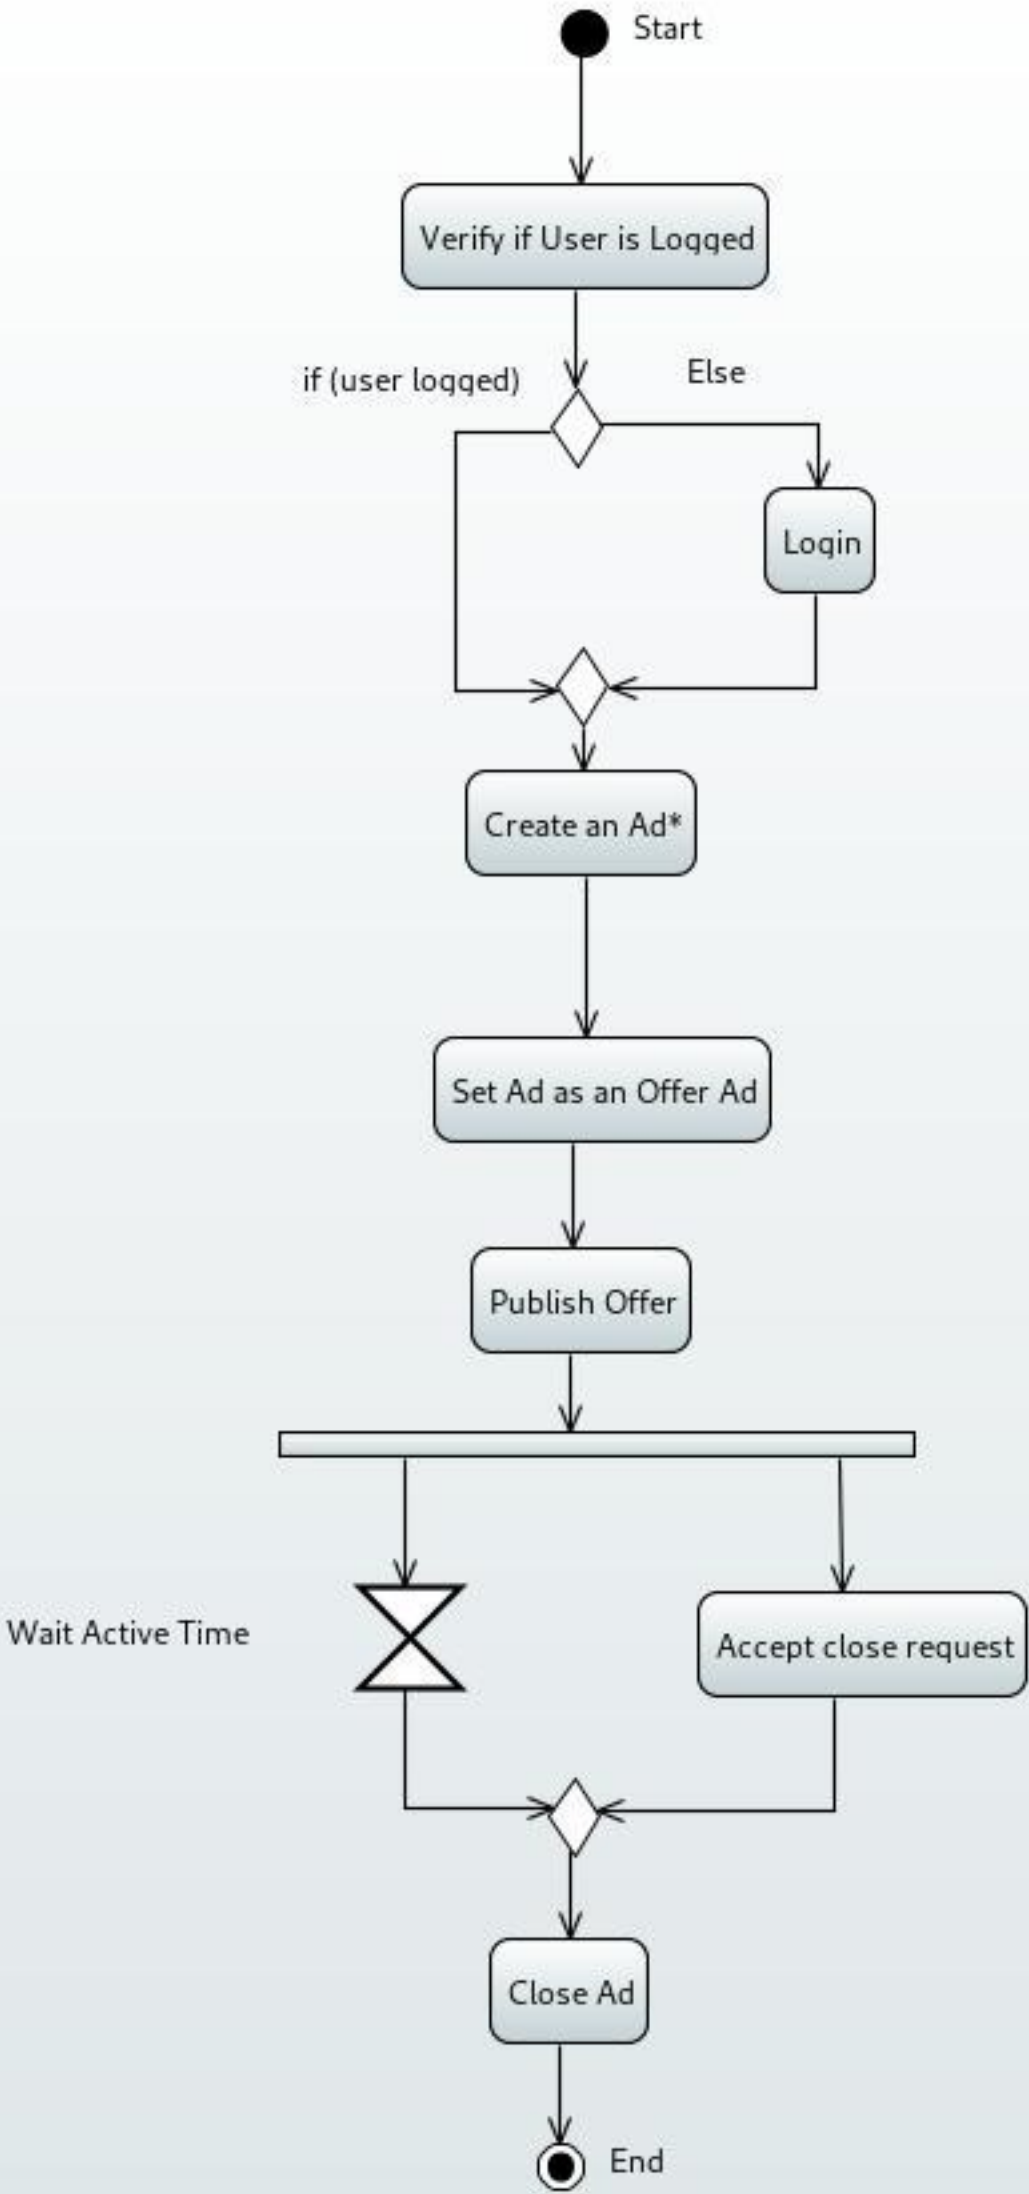 Start
Verify if User is Logged
if (user logged)
Else
Login
Create an Ad*
Set Ad as an Offer Ad
Publish Offer
Wait Active Time
Accept close request
Close Ad
End